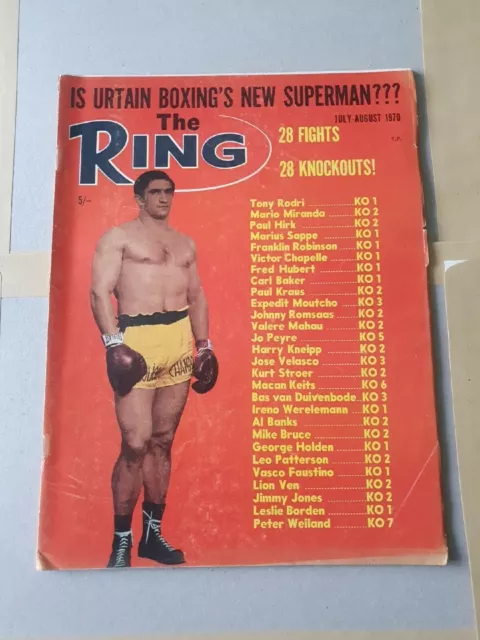 IS URTAIN BOXING'S NEW SUPERMAN???
The
RING
JULY-AUGUST 1970
28 FIGHTS
28 KNOCKOUTS!
5/-
Tony Rodri ........ KO 1
Mario Miranda ........ KO 2
Paul Hirk ........ KO 2
Marius Sappe ........ KO 1
Franklin Robinson ........ KO 1
Victor Chapelle ........ KO 1
Fred Hubert ........ KO 1
Carl Baker ........ KO 1
Paul Kraus ........ KO 2
Expedit Moutcho ........ KO 3
Johnny Romsaas ........ KO 2
Valere Mahau ........ KO 2
Jo Peyre ........ KO 5
Harry Kneipp ........ KO 2
Jose Velasco ........ KO 3
Kurt Stroer ........ KO 2
Macan Keits ........ KO 6
Bas van Duivenbode ... KO 3
Ireno Werelemann ..... KO 1
Al Banks ........ KO 2
Mike Bruce ........ KO 2
George Holden ........ KO 1
Leo Patterson ........ KO 2
Vasco Faustino ........ KO 1
Lion Ven ........ KO 2
Jimmy Jones ........ KO 2
Leslie Borden ........ KO 1
Peter Weiland ........ KO 7